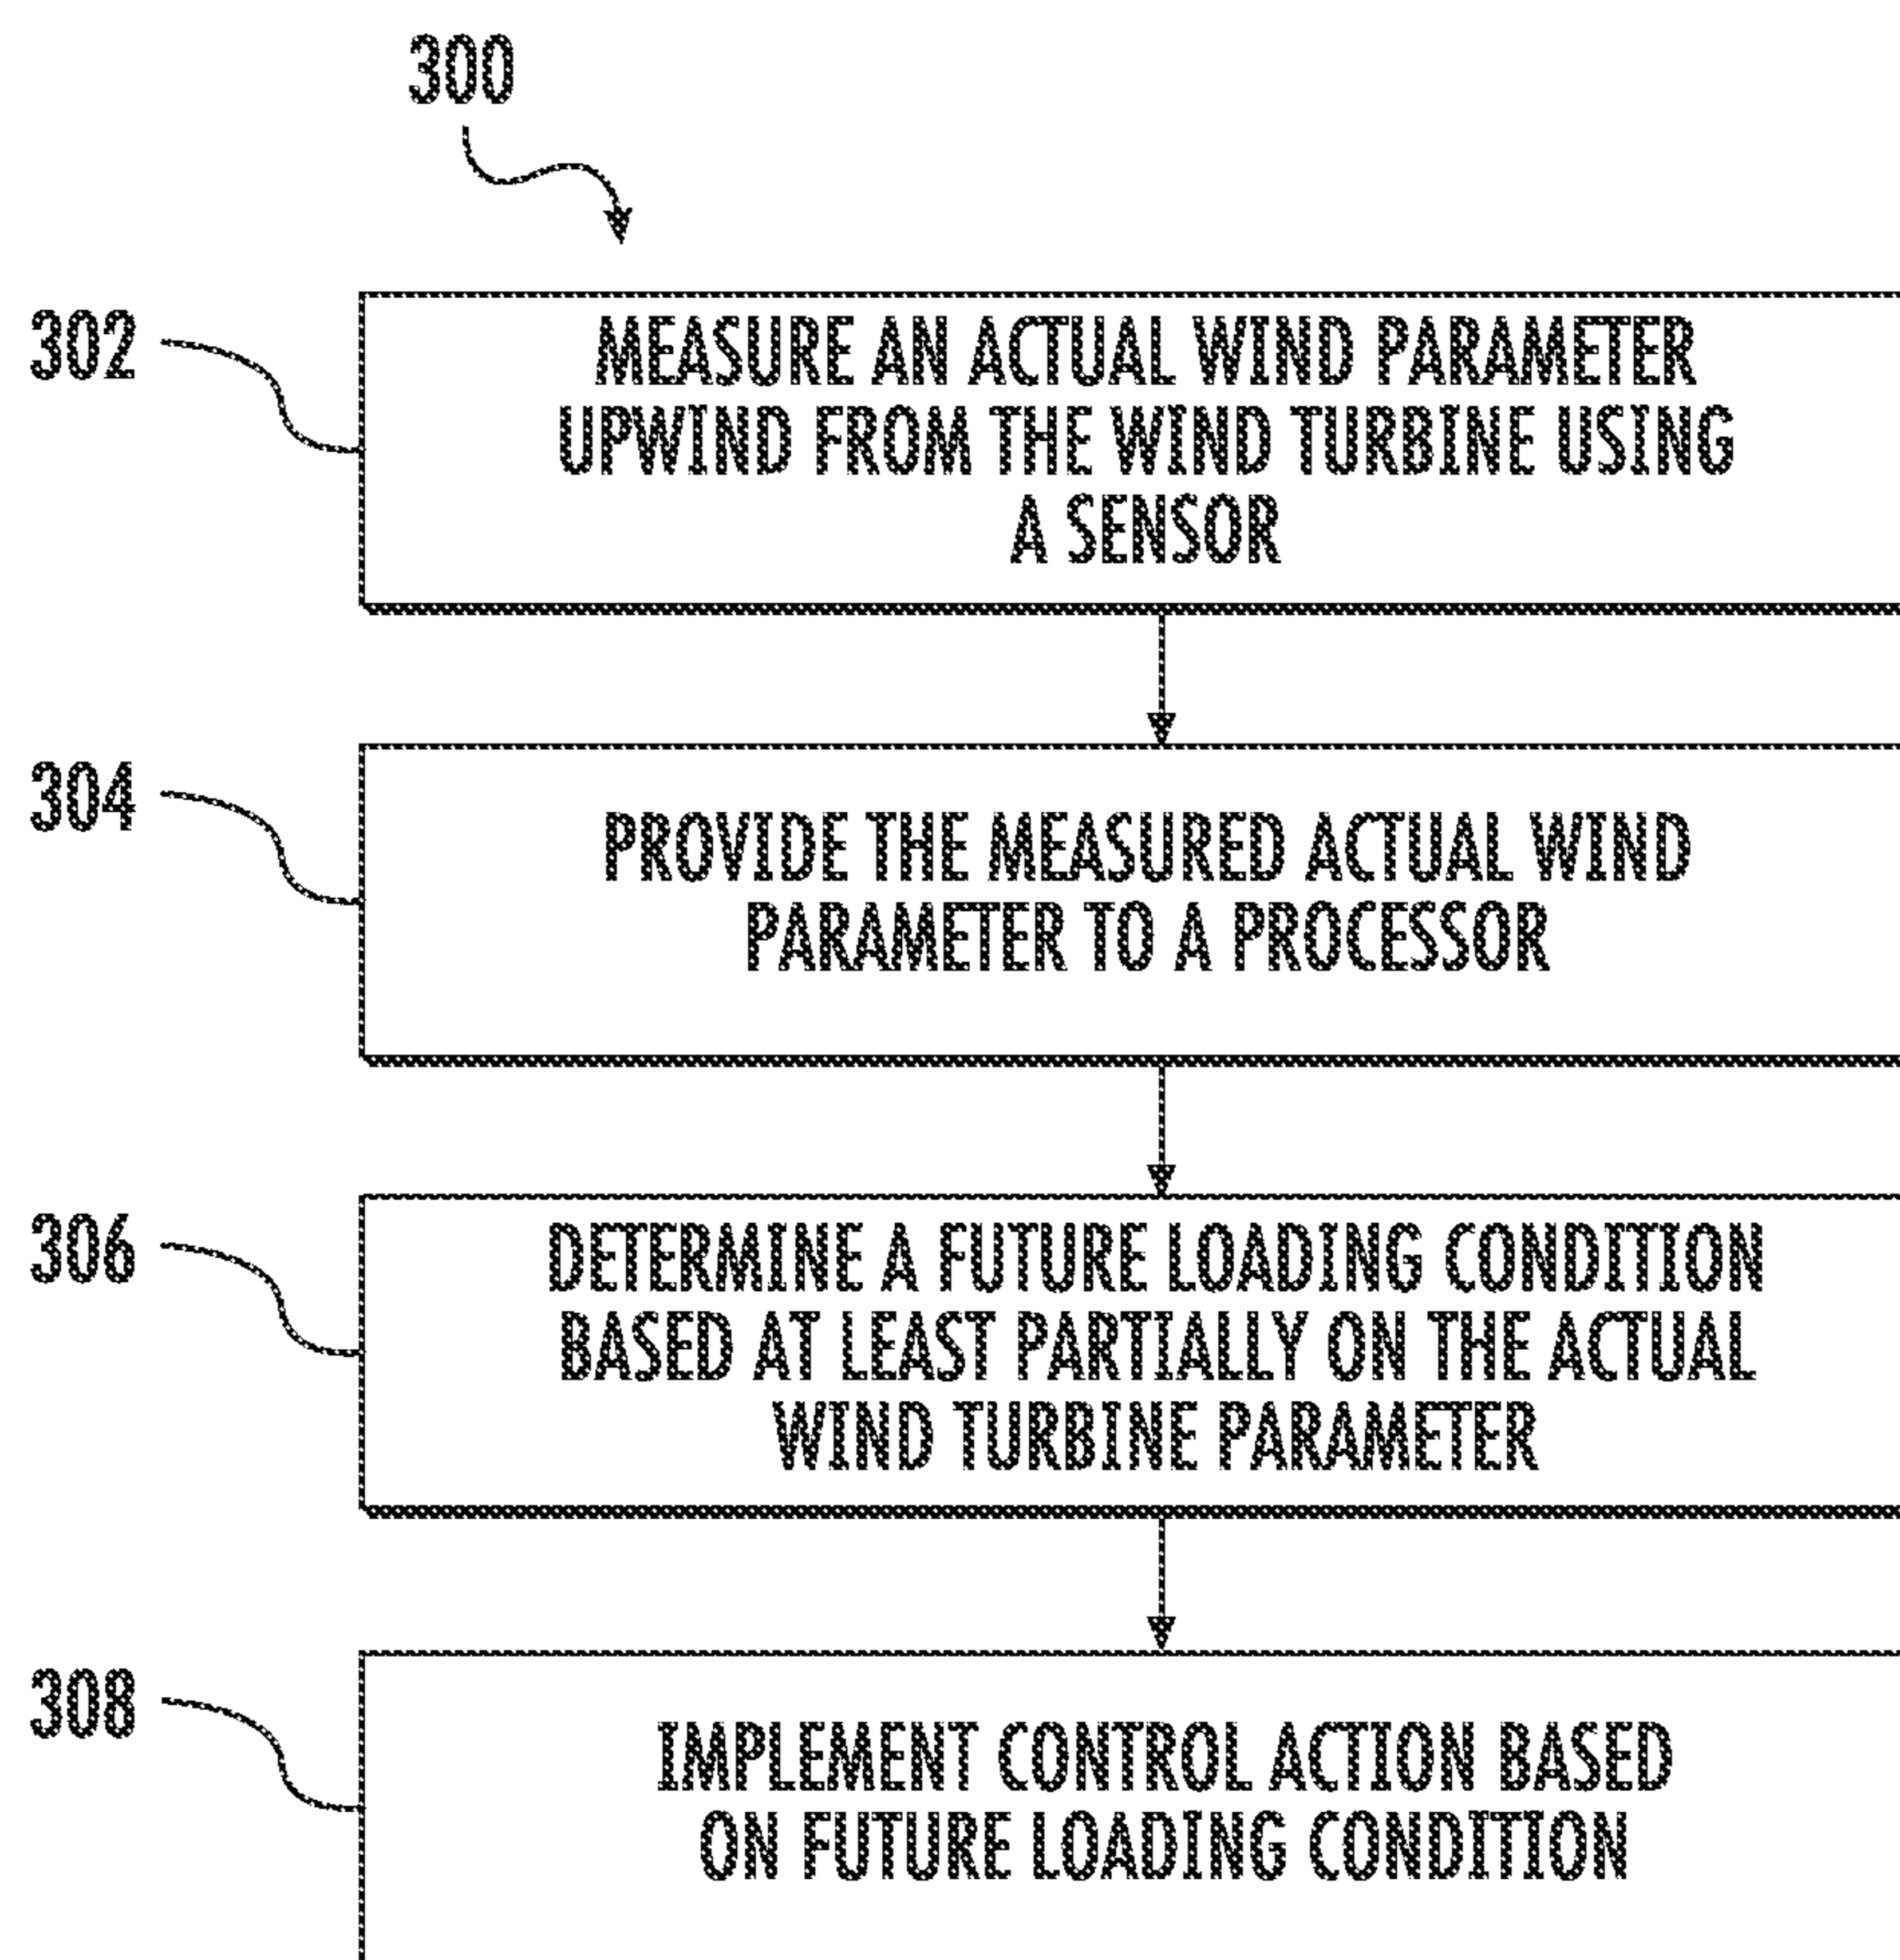 300
302
MEASURE AN ACTUAL WIND PARAMETER
UPWIND FROM THE WIND TURBINE USING
A SENSOR
304
PROVIDE THE MEASURED ACTUAL WIND
PARAMETER TO A PROCESSOR
306
DETERMINE A FUTURE LOADING CONDITION
BASED AT LEAST PARTIALLY ON THE ACTUAL
WIND TURBINE PARAMETER
308
IMPLEMENT CONTROL ACTION BASED
ON FUTURE LOADING CONDITION